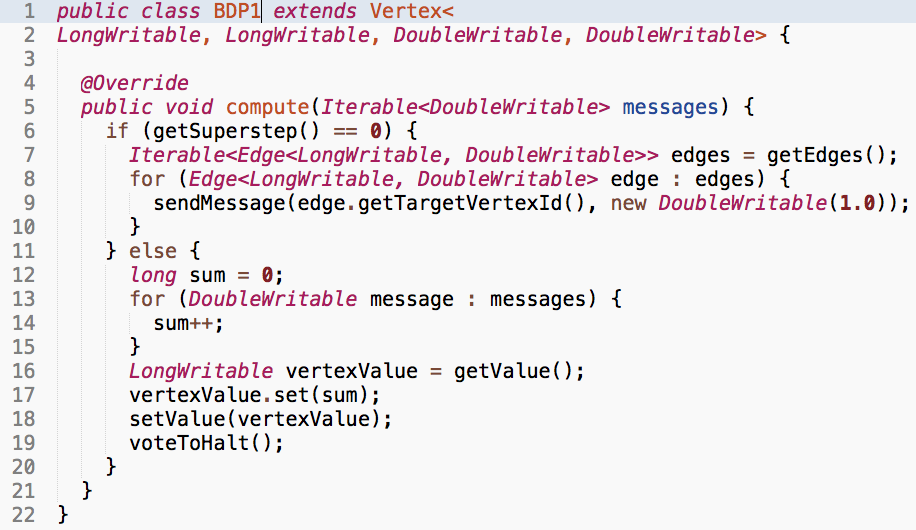 1 public class BDP1 extends Vertex<
2 LongWritable, LongWritable, DoubleWritable, DoubleWritable> {
3
4 @Override
5 public void compute(Iterable<DoubleWritable> messages) {
6 if (getSuperstep() == 0) {
7 Iterable<Edge<LongWritable, DoubleWritable>> edges = getEdges();
8 for (Edge<LongWritable, DoubleWritable> edge : edges) {
9 sendMessage(edge.getTargetVertexId(), new DoubleWritable(1.0));
10 }
11 } else {
12 long sum = 0;
13 for (DoubleWritable message : messages) {
14 sum++;
15 }
16 LongWritable vertexValue = getValue();
17 vertexValue.set(sum);
18 setValue(vertexValue);
19 voteToHalt();
20 }
21 }
22 }